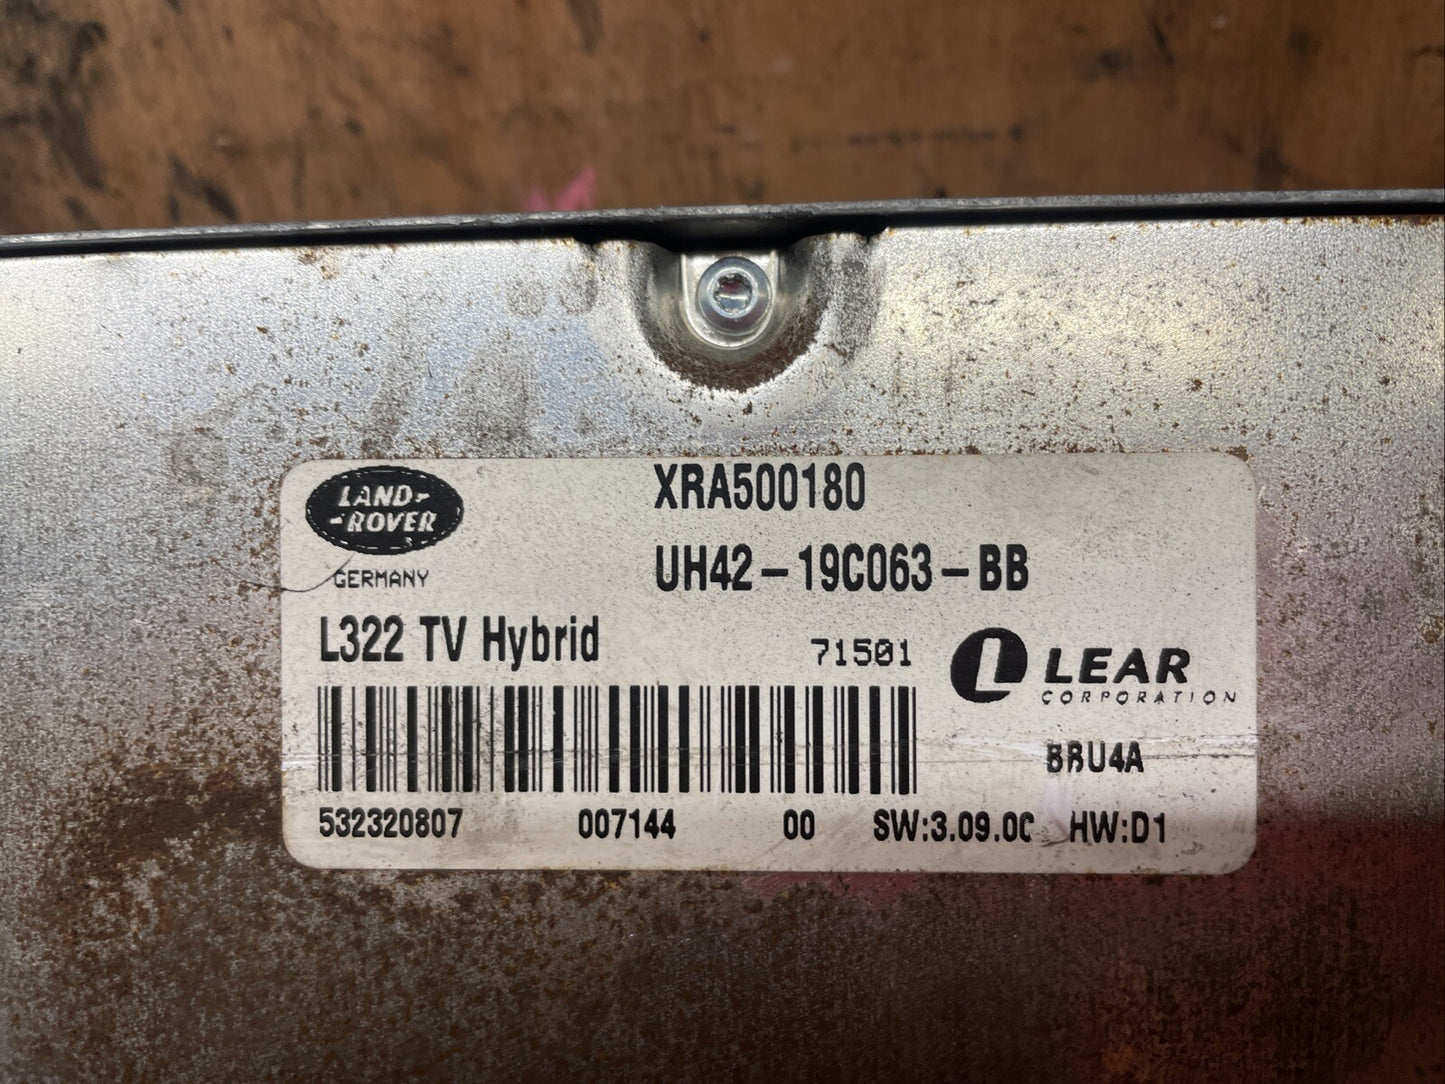 LAND-
-ROVER
GERMANY
XRA500180
UH42-19C063-BB
L322 TV Hybrid
71501
LEAR
CORPORATION
BRU4A
532320807 007144 00 SW:3.09.00 HW:D1